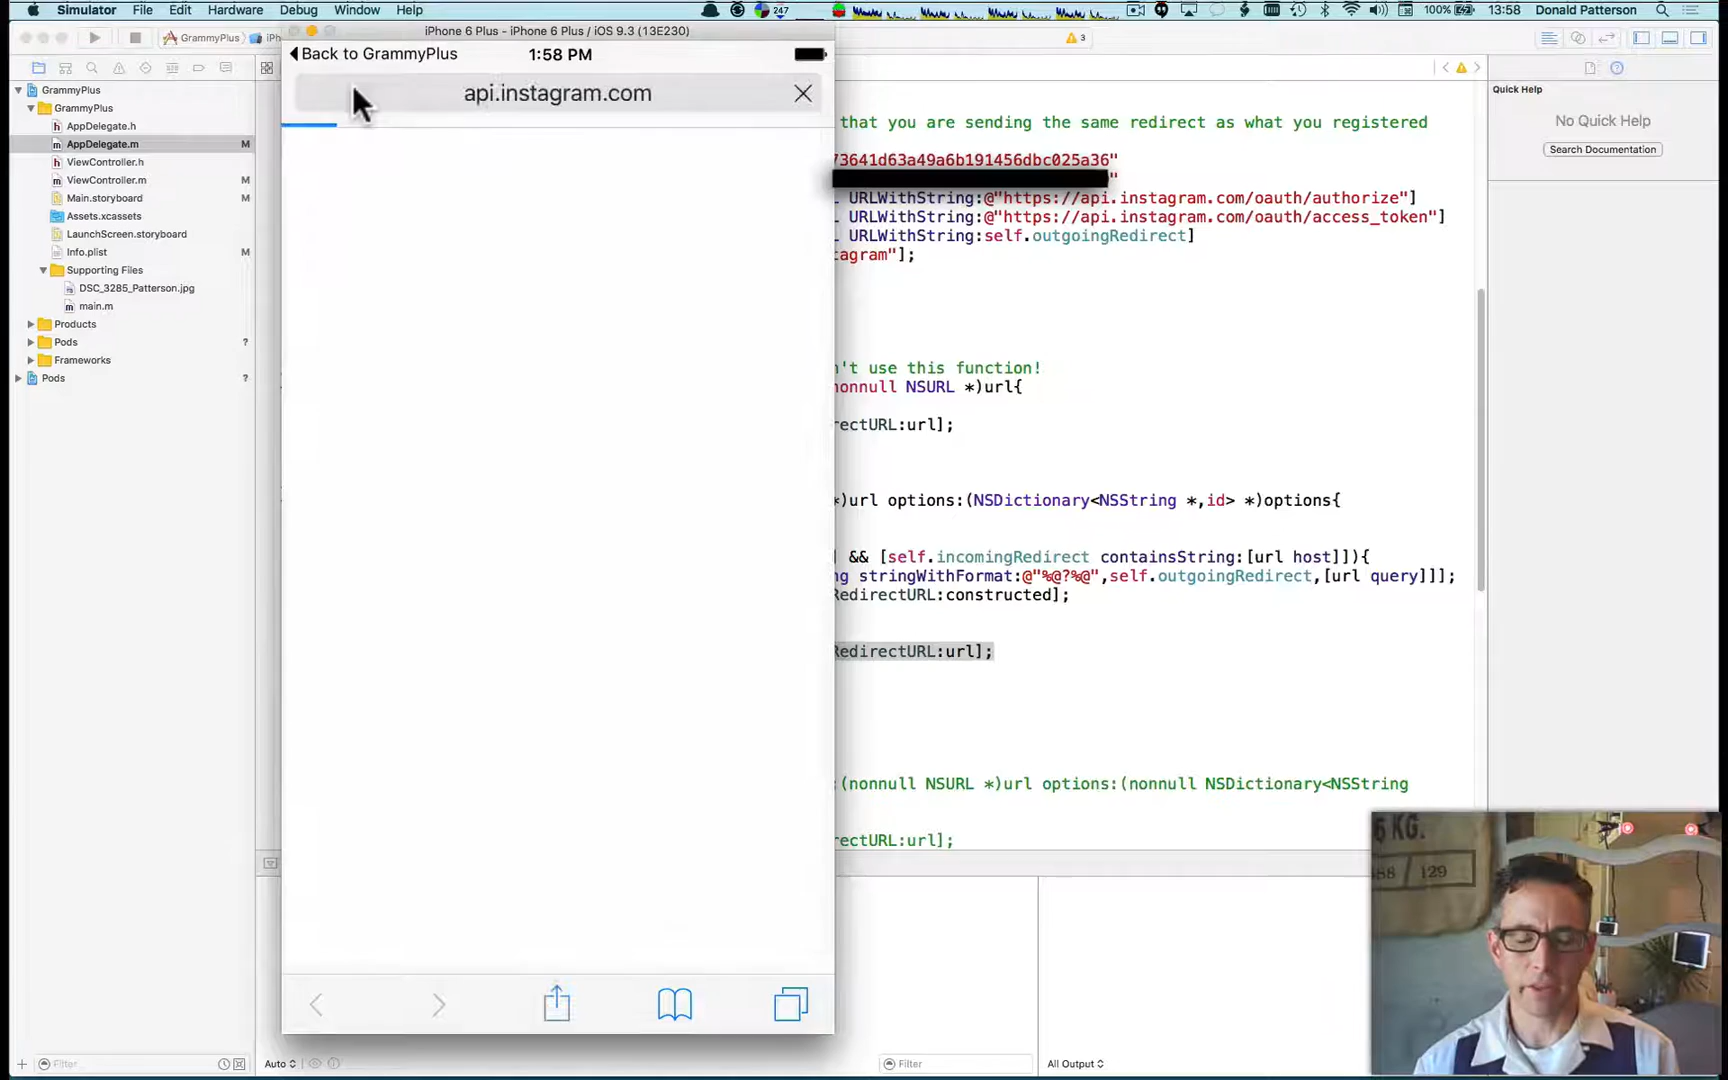 Simulator File Edit Hardware Debug Window Help 247 100% 13:58 Donald Patterson
GrammyPlus iPh 3
iPhone 6 Plus - iPhone 6 Plus / iOS 9.3 (13E230)
Back to GrammyPlus 1:58 PM
api.instagram.com
GrammyPlus
GrammyPlus
AppDelegate.h
AppDelegate.m M
ViewController.h
ViewController.m M
Main.storyboard M
Assets.xcassets
LaunchScreen.storyboard
Info.plist M
Supporting Files
DSC_3285_Patterson.jpg
main.m
Products
Pods ?
Frameworks
Pods ?
Filter
that you are sending the same redirect as what you registered
73641d63a49a6b191456dbc025a36"
"
URLWithString:@"https://api.instagram.com/oauth/authorize"]
URLWithString:@"https://api.instagram.com/oauth/access_token"]
URLWithString:self.outgoingRedirect]
tagram"];
n't use this function!
nonnull NSURL *)url{
rectURL:url];
*)url options:(NSDictionary<NSString *,id> *)options{
] && [self.incomingRedirect containsString:[url host]]){
ng stringWithFormat:@"%@?%@",self.outgoingRedirect,[url query]]];
RedirectURL:constructed];
RedirectURL:url];
:(nonnull NSURL *)url options:(nonnull NSDictionary<NSString
rectURL:url];
Auto
Filter
All Output
Quick Help
No Quick Help
Search Documentation
5 KG.
/ 129